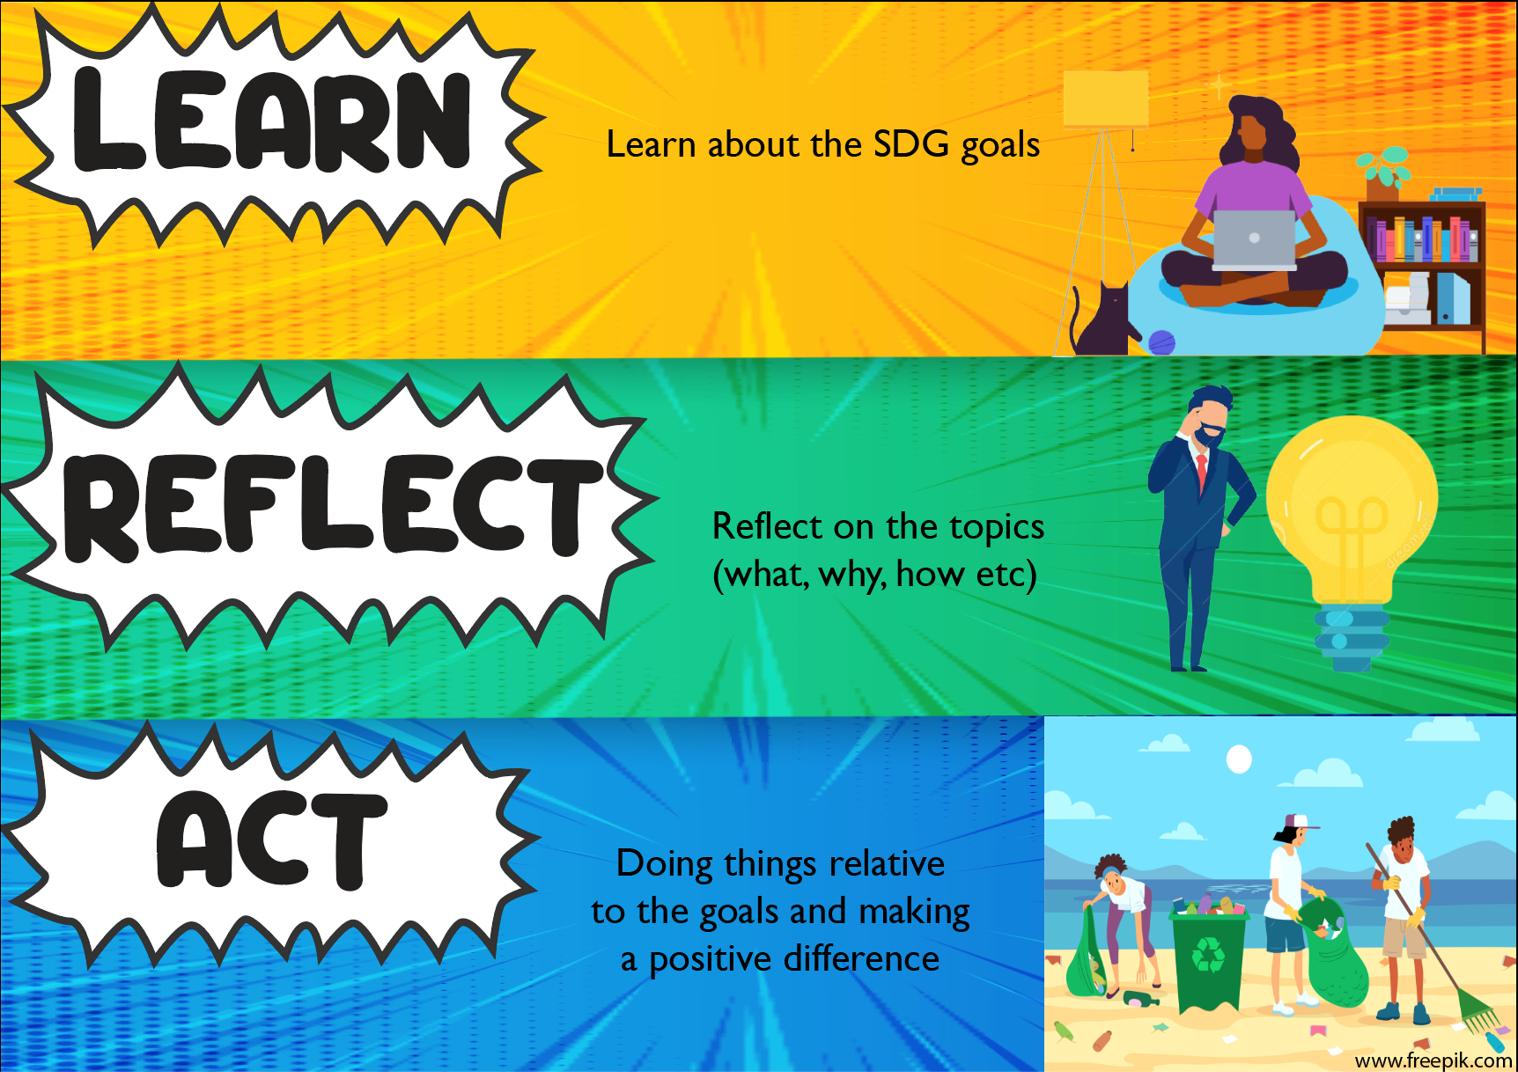 LEARN
Learn about the SDG goals
REFLECT
Reflect on the topics
(what, why, how etc)
ACT
Doing things relative
to the goals and making
a positive difference
www.freepik.com